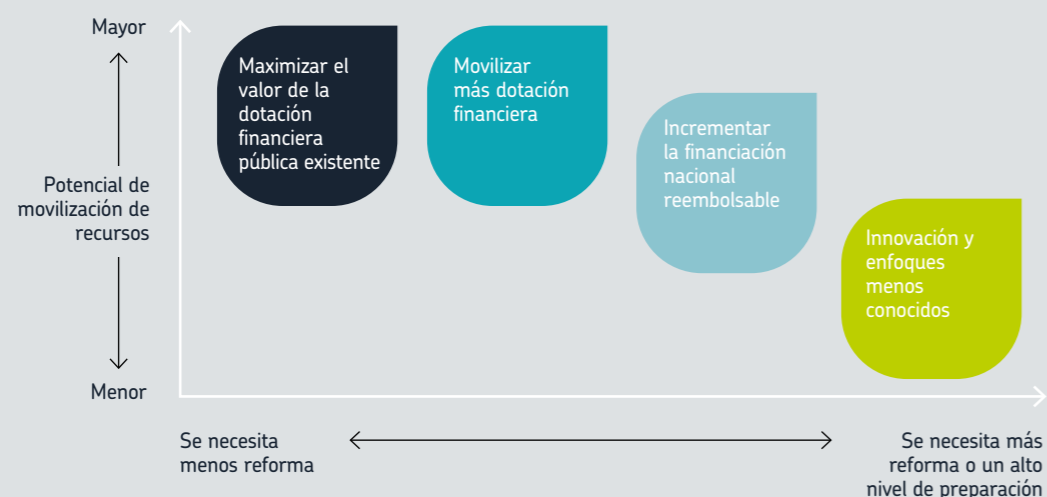 Mayor
Potencial de
movilización de
recursos
Menor
Maximizar el
valor de la
dotación
financiera
pública existente
Movilizar
más dotación
financiera
Incrementar
la financiación
nacional
reembolsable
Innovación y
enfoques
menos
conocidos
Se necesita
menos reforma
Se necesita más
reforma o un alto
nivel de preparación